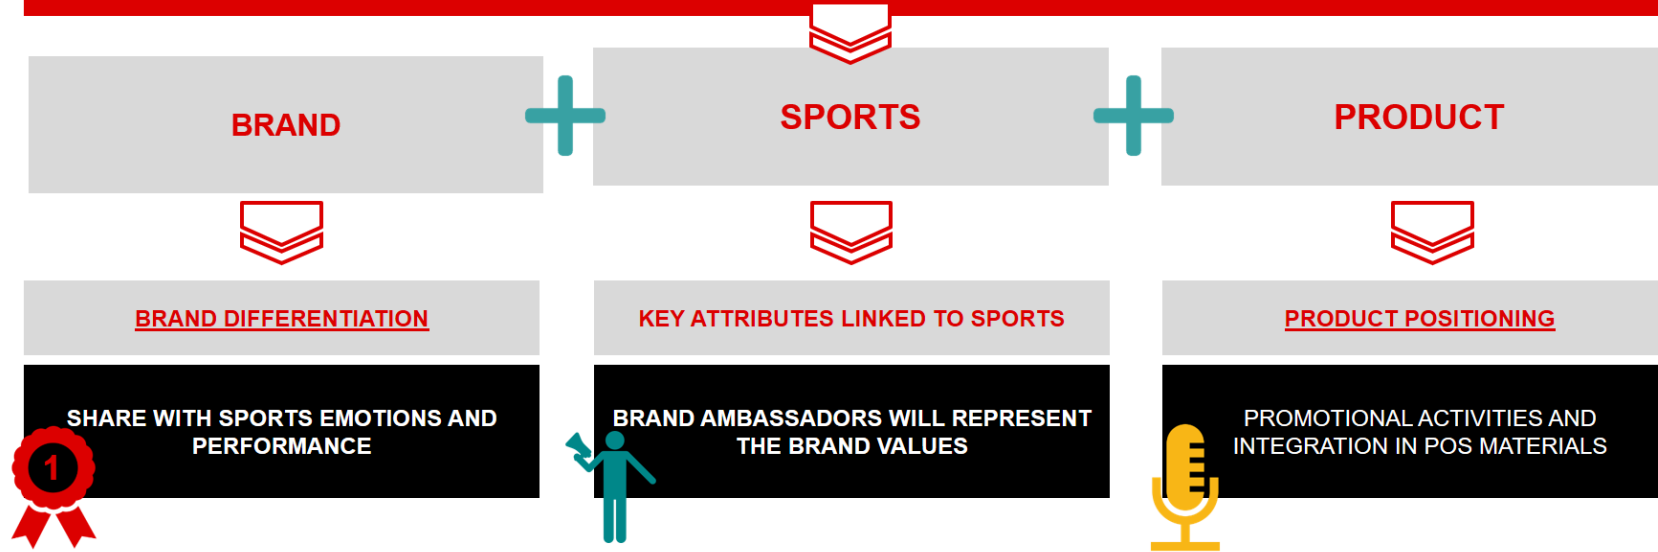 BRAND
SPORTS
PRODUCT
BRAND DIFFERENTIATION
KEY ATTRIBUTES LINKED TO SPORTS
PRODUCT POSITIONING
SHARE WITH SPORTS EMOTIONS AND
PERFORMANCE
BRAND AMBASSADORS WILL REPRESENT
THE BRAND VALUES
PROMOTIONAL ACTIVITIES AND
INTEGRATION IN POS MATERIALS
1